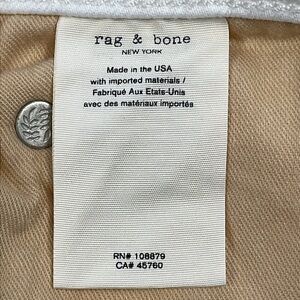 rag & bone
NEW YORK
Made in the USA
with imported materials /
Fabriqué Aux Etats-Unis
avec des matériaux importés
RN# 108879
CA# 45760